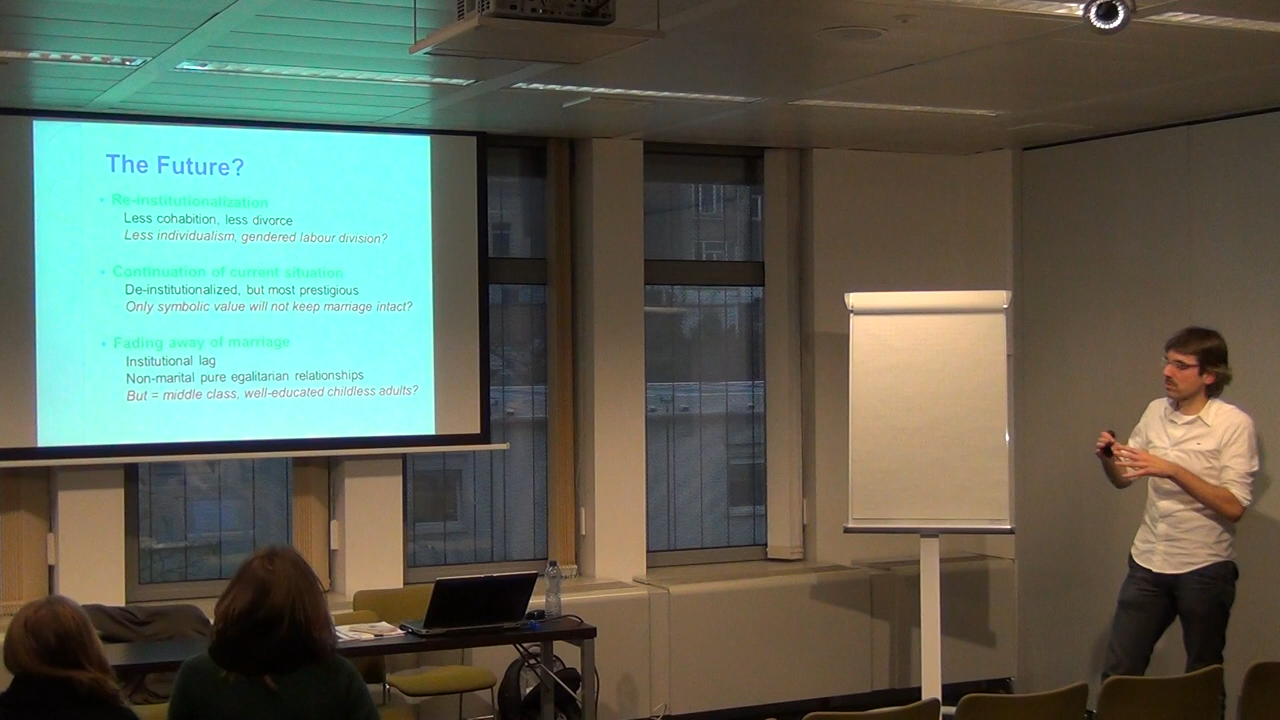 The Future?
• Re-institutionalization
Less cohabition, less divorce
Less individualism, gendered labour division?
• Continuation of current situation
De-institutionalized, but most prestigious
Only symbolic value will not keep marriage intact?
• Fading away of marriage
Institutional lag
Non-marital pure egalitarian relationships
But = middle class, well-educated childless adults?